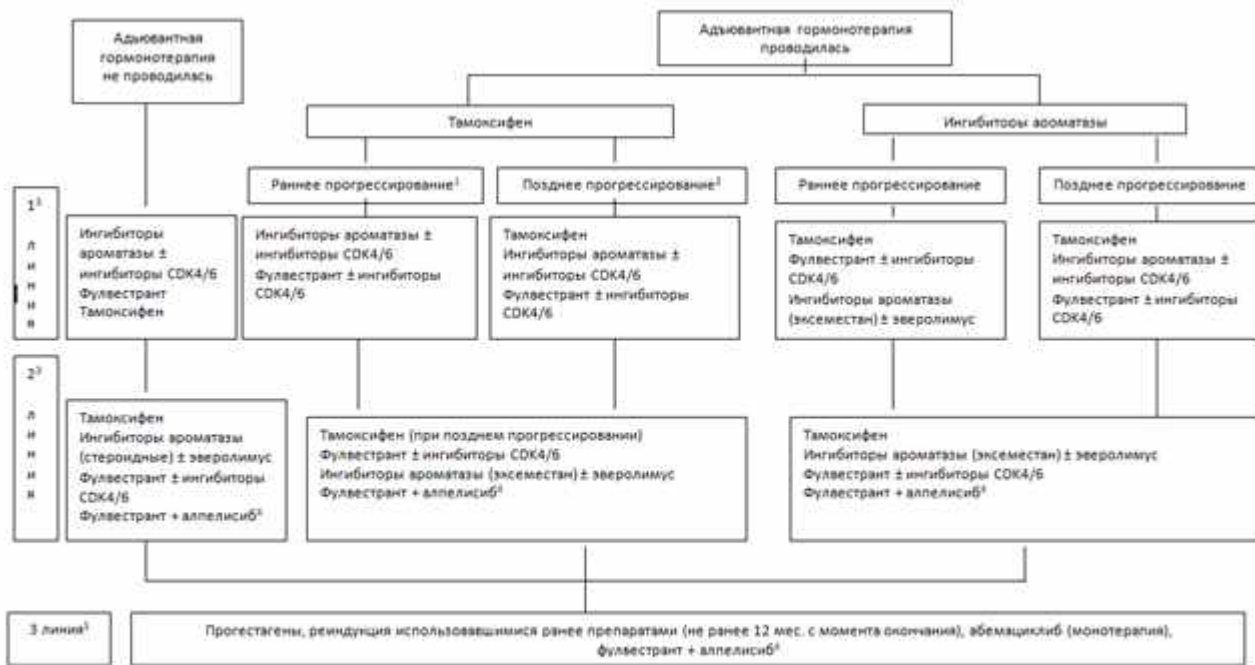 Адьювантная
гормонотерапия
не проводилась
Адъювантная гормонотерапия
проводилась
Тамоксифен
Ингибиторы ароматазы
Раннее прогрессирование¹
Позднее прогрессирование²
Раннее прогрессирование
Позднее прогрессирование
1³
л
и
н
и
я
Ингибиторы
ароматазы ±
ингибиторы CDK4/6
Фулвестрант
Тамоксифен
Ингибиторы ароматазы ±
ингибиторы CDK4/6
Фулвестрант ± ингибиторы
CDK4/6
Тамоксифен
Ингибиторы ароматазы ±
ингибиторы CDK4/6
Фулвестрант ± ингибиторы
CDK4/6
Тамоксифен
Фулвестрант ± ингибиторы
CDK4/6
Ингибиторы ароматазы
(эксеместан) ± эверолимус
Тамоксифен
Ингибиторы ароматазы ±
ингибиторы CDK4/6
Фулвестрант ± ингибиторы
CDK4/6
2³
л
и
н
и
я
Тамоксифен
Ингибиторы ароматазы
(стероидные) ± эверолимус
Фулвестрант ± ингибиторы
CDK4/6
Фулвестрант + алпелисиб⁴
Тамоксифен (при позднем прогрессировании)
Фулвестрант ± ингибиторы CDK4/6
Ингибиторы ароматазы (эксеместан) ± эверолимус
Фулвестрант + алпелисиб⁴
Тамоксифен
Ингибиторы ароматазы (эксеместан) ± эверолимус
Фулвестрант ± ингибиторы CDK4/6
Фулвестрант + алпелисиб⁴
3 линия³
Прогестагены, реиндукция использовавшимися ранее препаратами (не ранее 12 мес. с момента окончания), абемациклиб (монотерапия),
фулвестрант + алпелисиб⁴